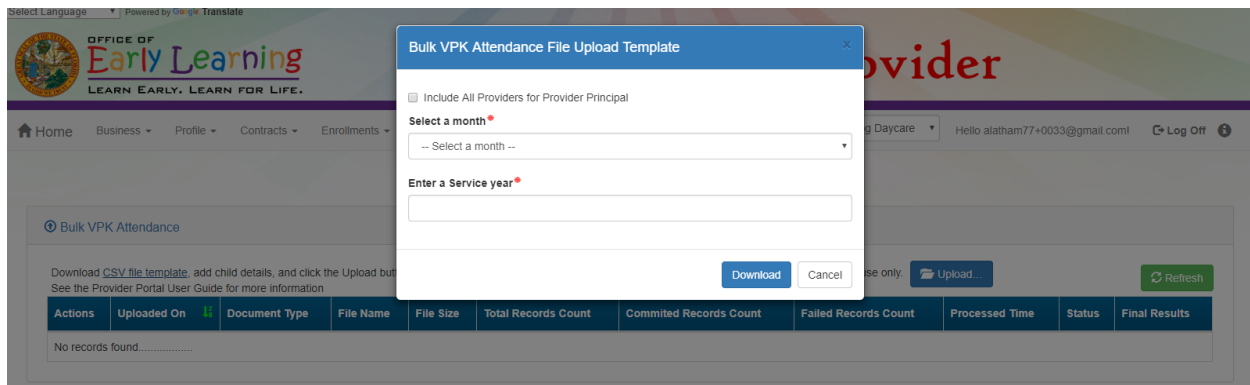 Select Language Powered by Google Translate
OFFICE OF
Early Learning
LEARN EARLY. LEARN FOR LIFE.
ovider
Bulk VPK Attendance File Upload Template ×
Include All Providers for Provider Principal
Select a month*
-- Select a month --
Enter a Service year*
Download Cancel
Home Business Profile Contracts Enrollments g Daycare Hello alatham77+0033@gmail.com! Log Off
Bulk VPK Attendance
Download CSV file template, add child details, and click the Upload but use only. Upload... Refresh
See the Provider Portal User Guide for more information
Actions Uploaded On Document Type File Name File Size Total Records Count Commited Records Count Failed Records Count Processed Time Status Final Results
No records found..................